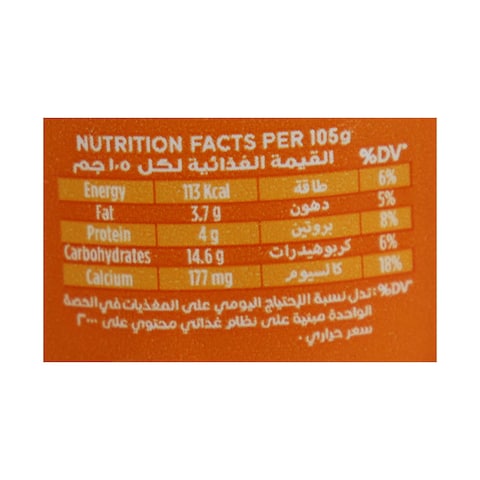 NUTRITION FACTS PER 105g
القيمة الغذائية لكل ١٠٥ جم %DV*
Energy 113 Kcal طاقة 6%
Fat 3.7 g دهون 5%
Protein 4 g بروتين 8%
Carbohydrates 14.6 g كربوهيدرات 6%
Calcium 177 mg كالسيوم 18%
%DV*: تدل نسبة الإحتياج اليومي على المغذيات في الحصة
الواحدة مبنية على نظام غذائي محتوي على ٢٠٠٠
سعر حراري.